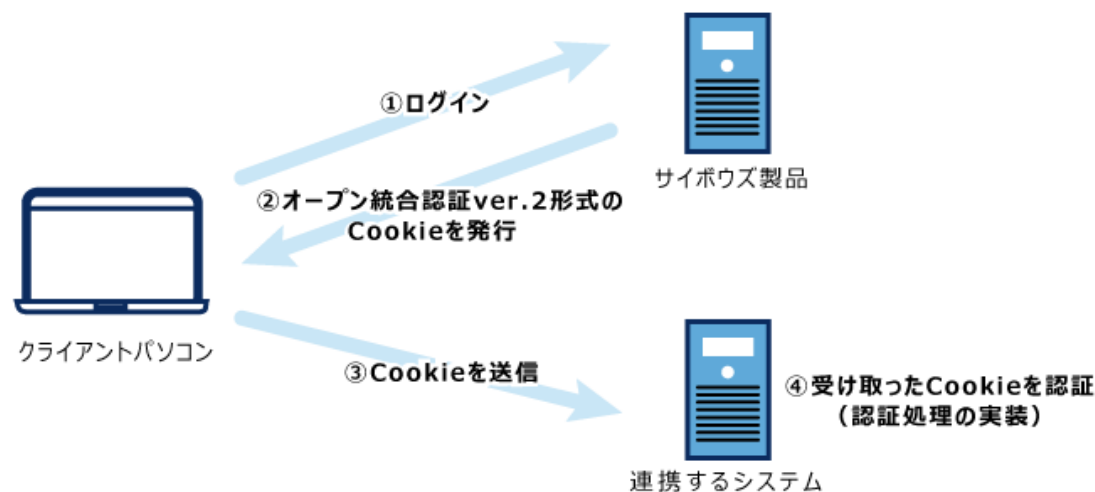 ①ログイン
サイボウズ製品
②オープン統合認証ver.2形式の
Cookieを発行
クライアントパソコン
③Cookieを送信
④受け取ったCookieを認証
（認証処理の実装）
連携するシステム